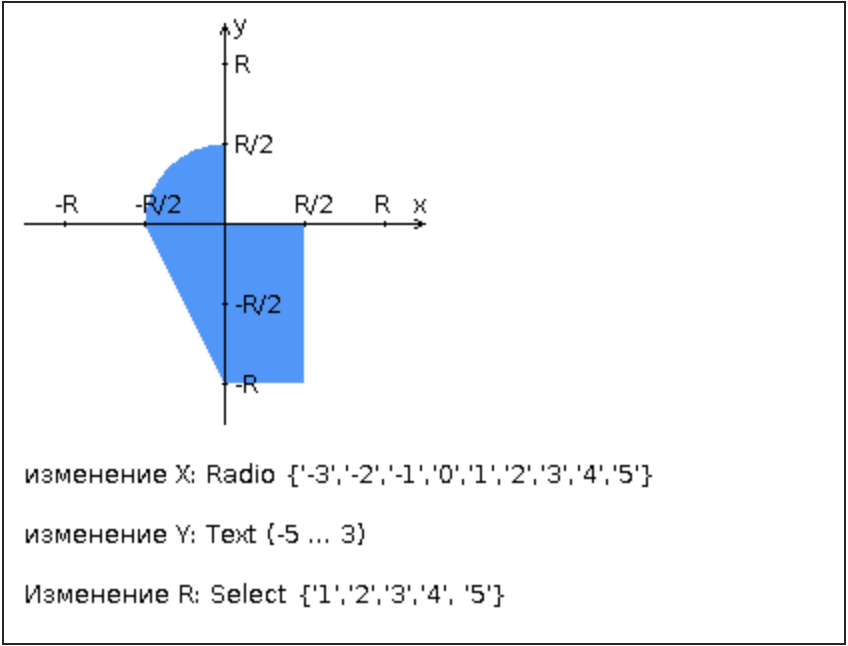 y
R
R/2
-R -R/2 R/2 R x
-R/2
-R
изменение X: Radio {'-3','-2','-1','0','1','2','3','4','5'}
изменение Y: Text (-5 ... 3)
Изменение R: Select {'1','2','3','4', '5'}